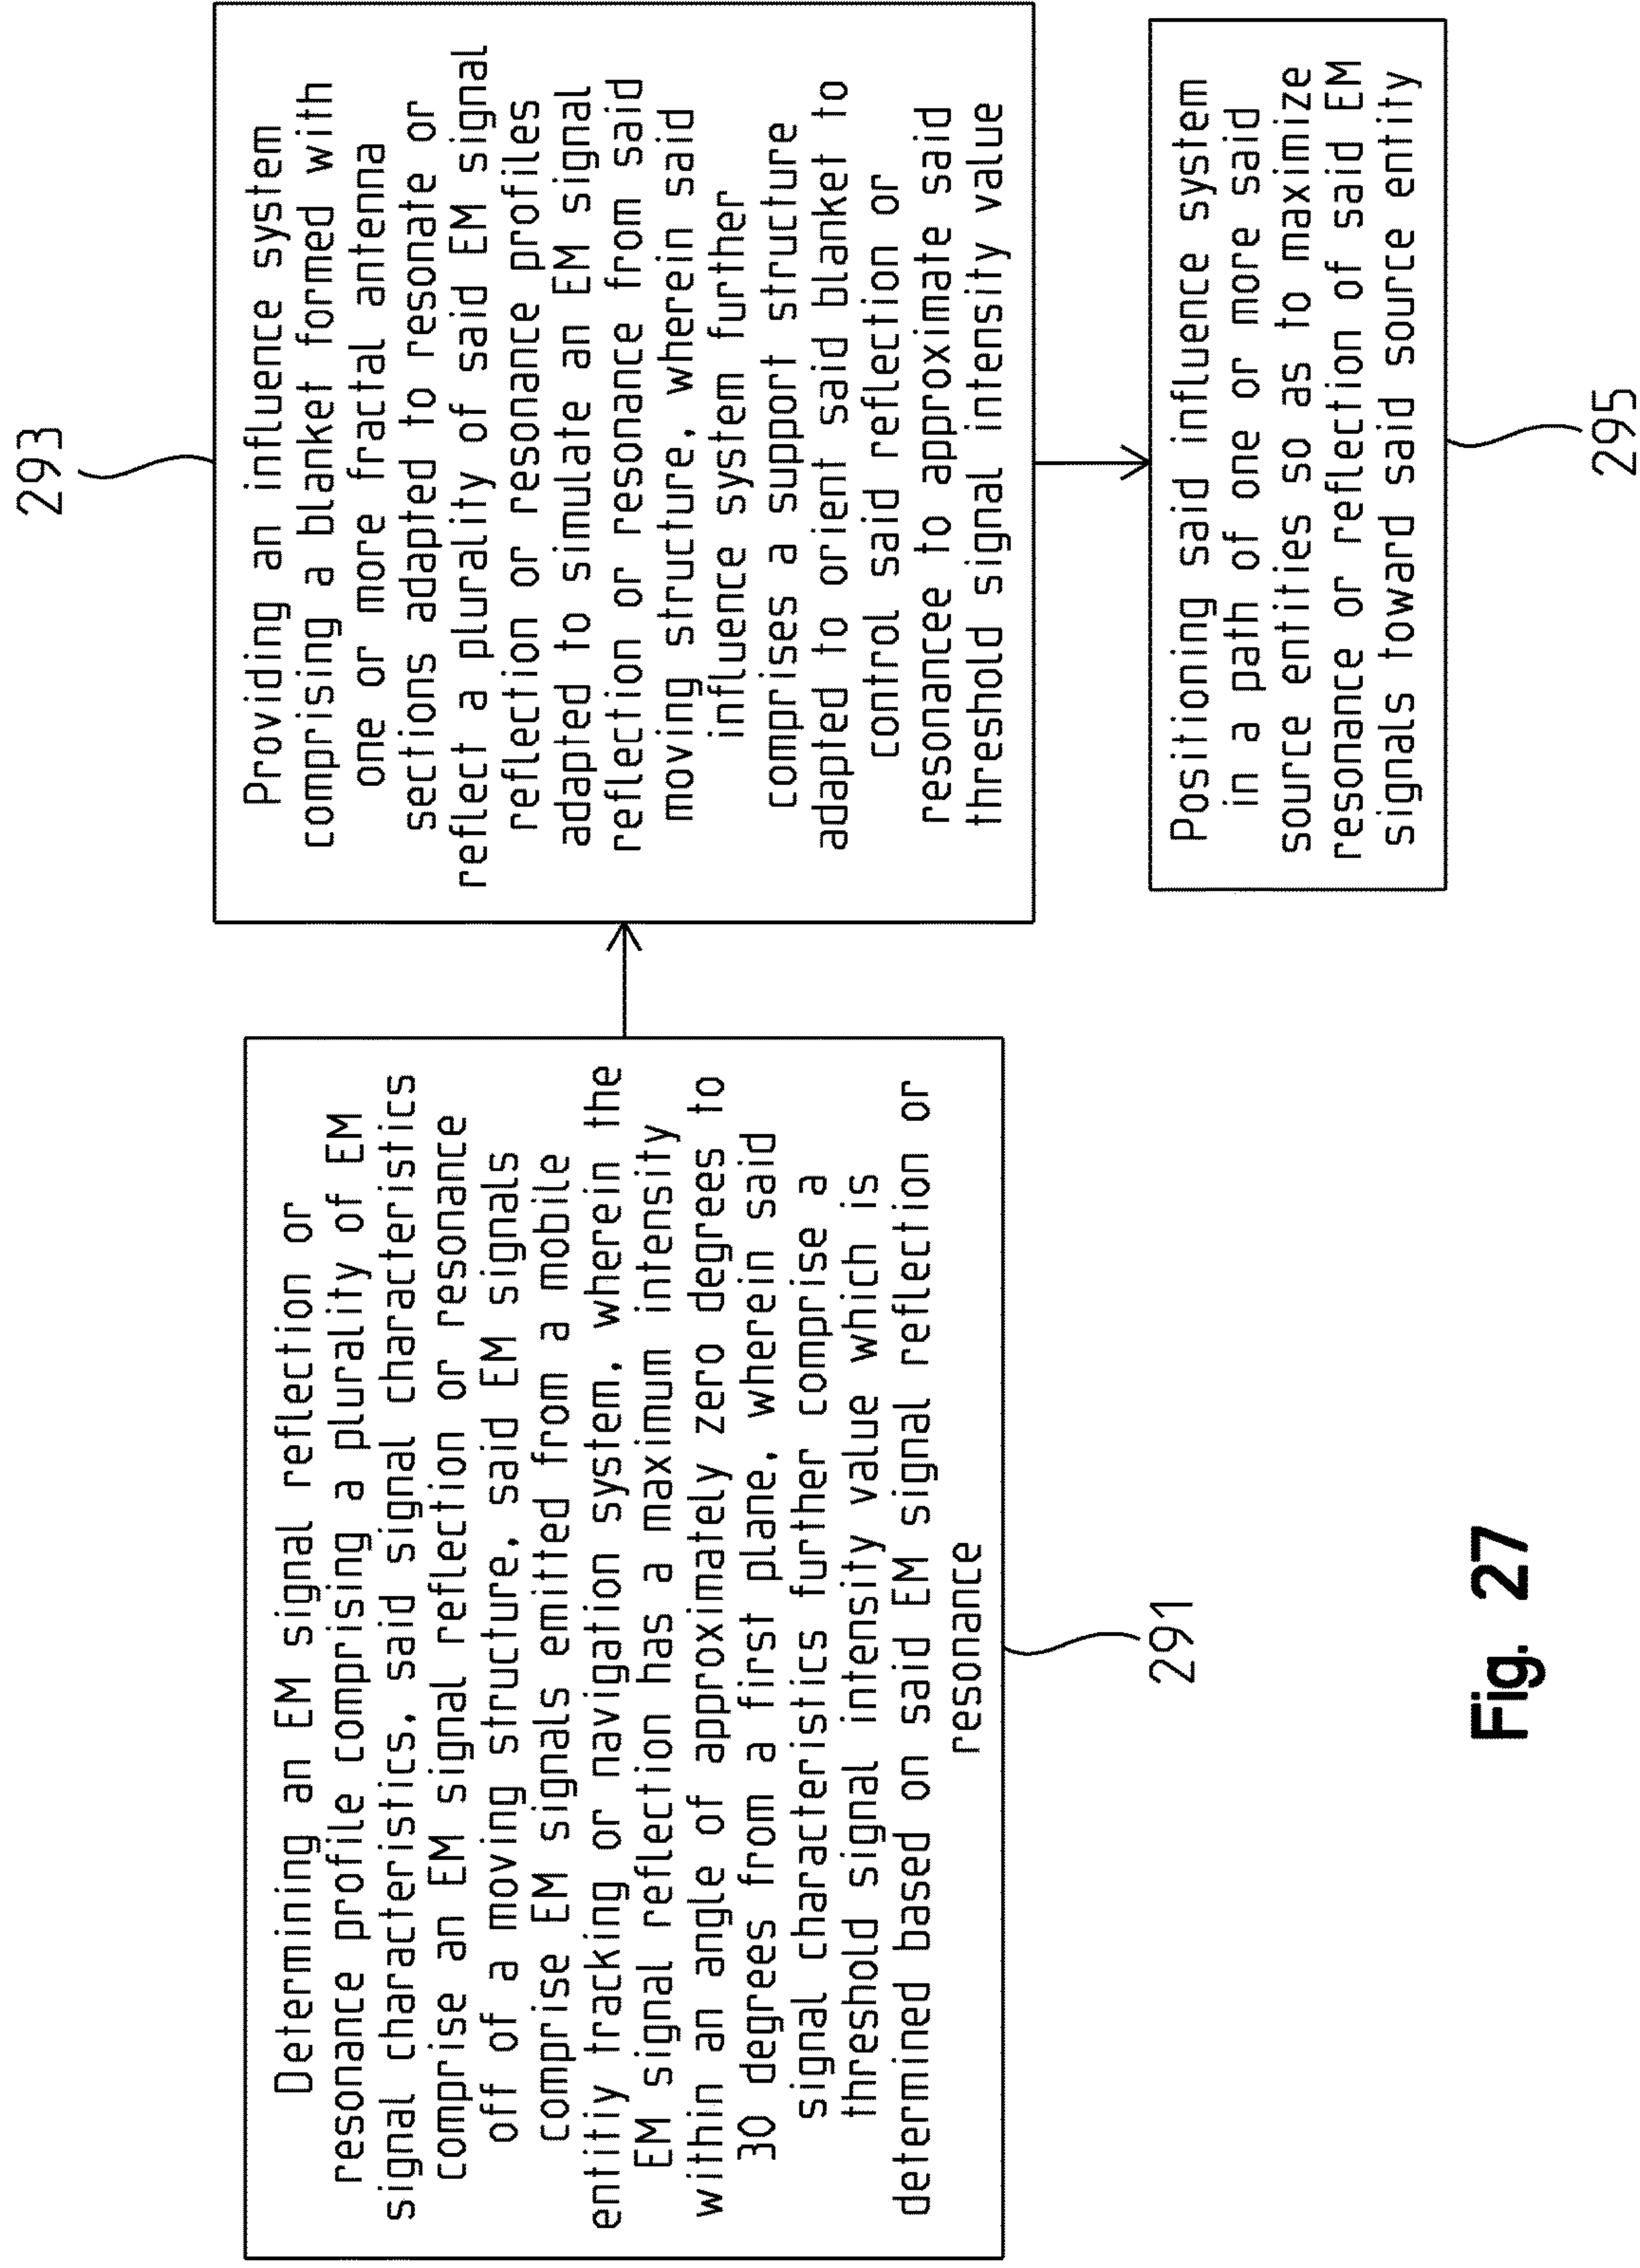 Determining an EM signal reflection or
resonance profile comprising a plurality of EM
signal characteristics, said signal characteristics
comprise an EM signal reflection or resonance
off of a moving structure, said EM signals
comprise EM signals emitted from a mobile
entitiy tracking or navigation system, wherein the
EM signal reflection has a maximum intensity
within an angle of approximately zero degrees to
30 degrees from a first plane, wherein said
signal characteristics further comprise a
threshold signal intensity value which is
determined based on said EM signal reflection or
resonance
291
293
Providing an influence system
comprising a blanket formed with
one or more fractal antenna
sections adapted to resonate or
reflect a plurality of said EM signal
reflection or resonance profiles
adapted to simulate an EM signal
reflection or resonance from said
moving structure, wherein said
influence system further
comprises a support structure
adapted to orient said blanket to
control said reflection or
resonancee to approximate said
threshold signal intensity value
Positioning said influence system
in a path of one or more said
source entities so as to maximize
resonance or reflection of said EM
signals toward said source entity
295
Fig. 27